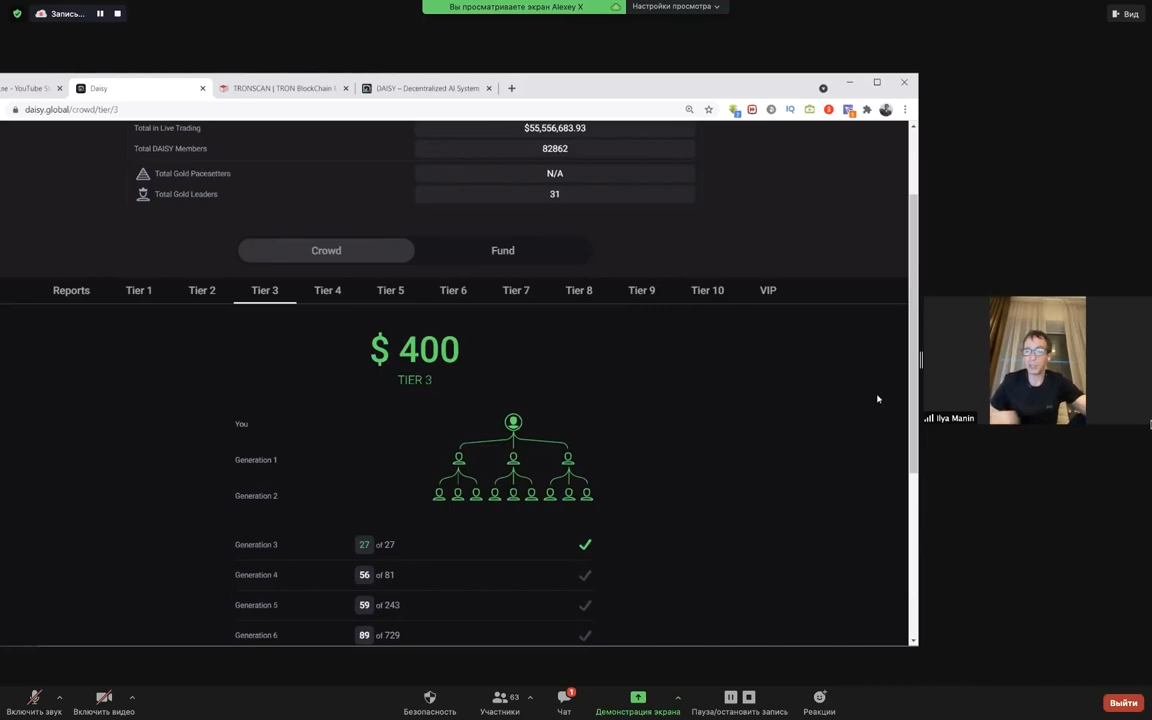 Запись...
Вы просматриваете экран Alexey X
Настройки просмотра
Вид
ле - YouTube St
Daisy
TRONSCAN | TRON BlockChain
DAISY – Decentralized AI System
daisy.global/crowd/tier/3
IQ
Total in Live Trading
$55,556,683.93
Total DAISY Members
82862
Total Gold Pacesetters
N/A
Total Gold Leaders
31
Crowd
Fund
Reports
Tier 1
Tier 2
Tier 3
Tier 4
Tier 5
Tier 6
Tier 7
Tier 8
Tier 9
Tier 10
VIP
$ 400
TIER 3
You
Generation 1
Generation 2
Generation 3 27 of 27
Generation 4 56 of 81
Generation 5 59 of 243
Generation 6 89 of 729
Ilya Manin
Включить звук
Включить видео
Безопасность
63
Участники
1
Чат
Демонстрация экрана
Пауза/остановить запись
Реакции
Выйти